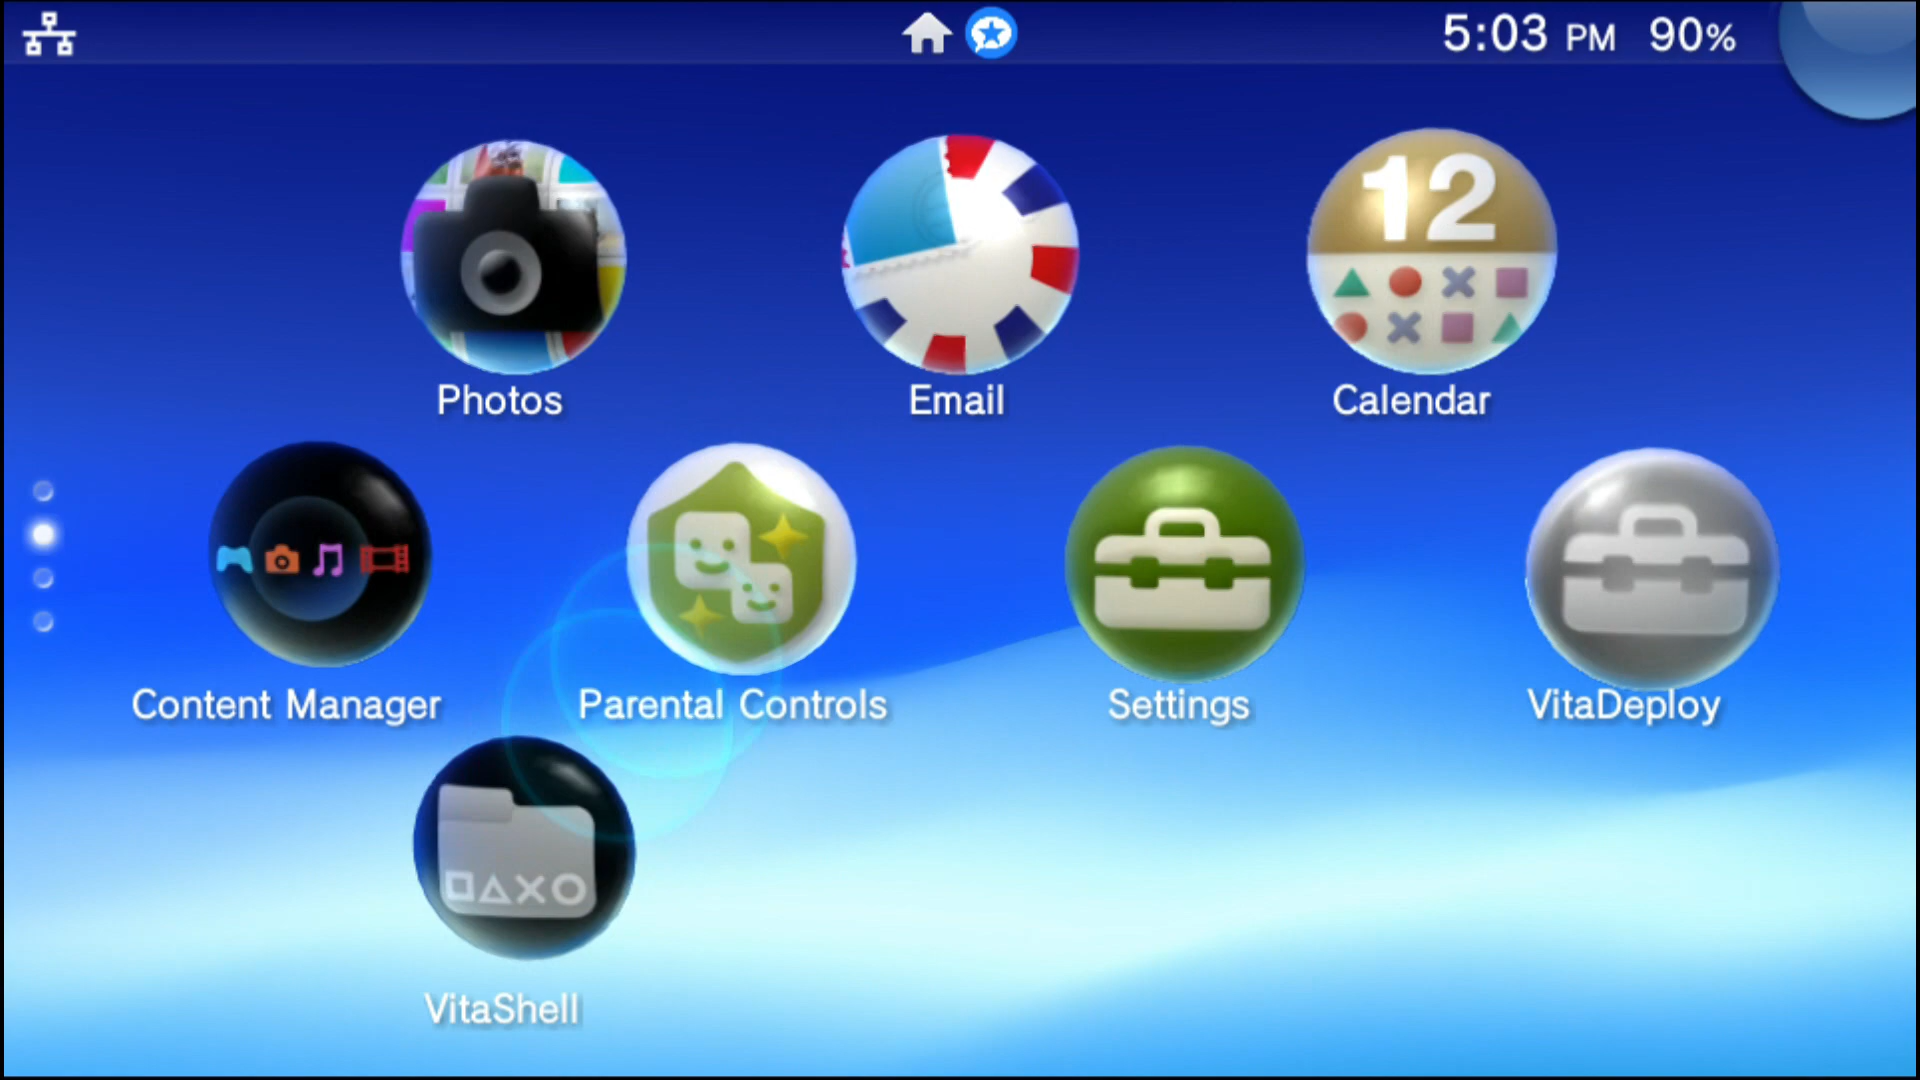 5:03 PM 90%
12
Photos Email Calendar
Content Manager Parental Controls Settings VitaDeploy
VitaShell